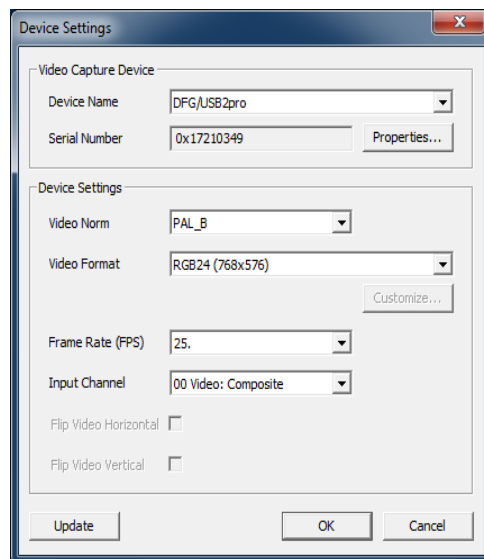 Device Settings
Video Capture Device
Device Name DFG/USB2pro
Serial Number 0x17210349 Properties...
Device Settings
Video Norm PAL_B
Video Format RGB24 (768x576)
Customize...
Frame Rate (FPS) 25.
Input Channel 00 Video: Composite
Flip Video Horizontal
Flip Video Vertical
Update OK Cancel